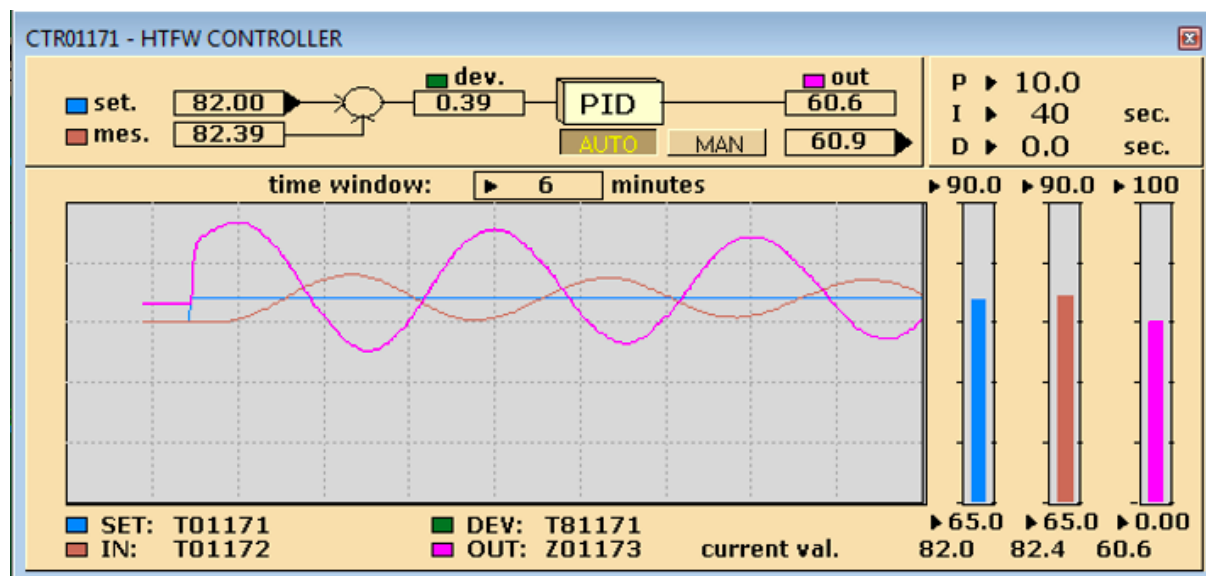 CTR01171 - HTFW CONTROLLER
set. 82.00 dev. 0.39 PID out 60.6 P 10.0
mes. 82.39 AUTO MAN 60.9 I 40 sec.
D 0.0 sec.
time window: 6 minutes 90.0 90.0 100
SET: T01171 DEV: T81171 65.0 65.0 0.00
IN: T01172 OUT: Z01173 current val. 82.0 82.4 60.6